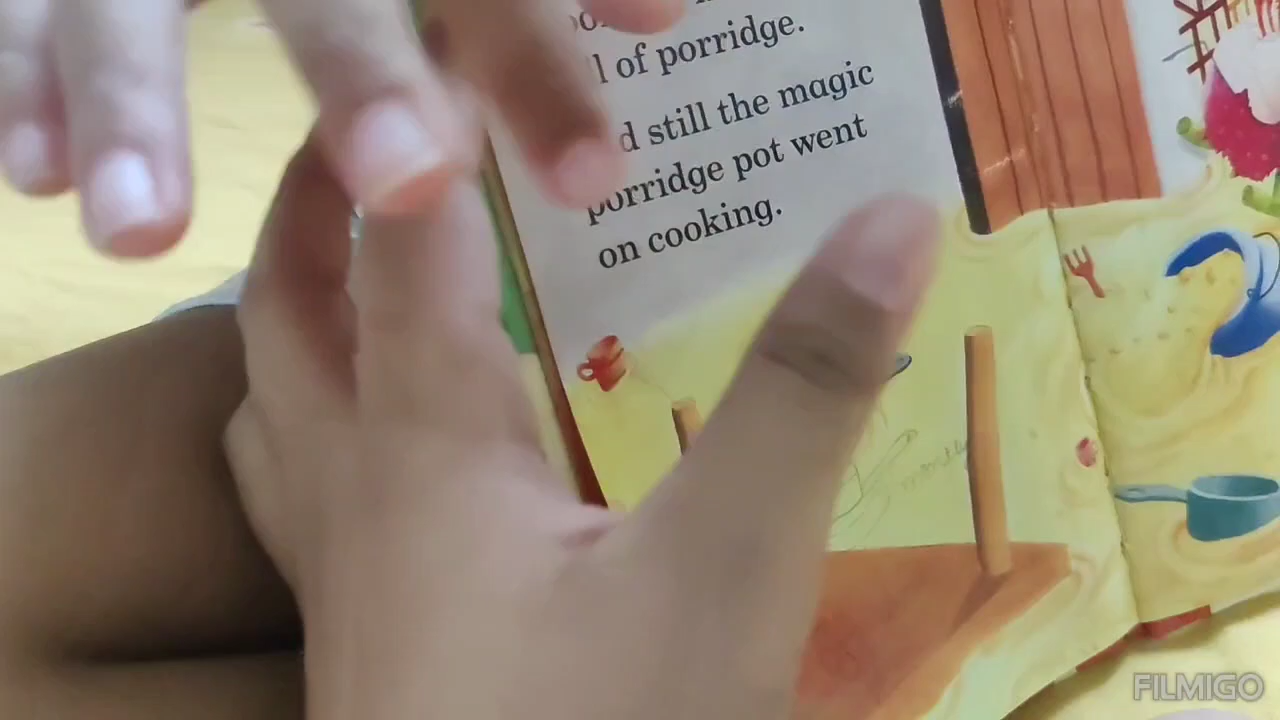 l of porridge.
d still the magic
porridge pot went
on cooking.
FILMIGO